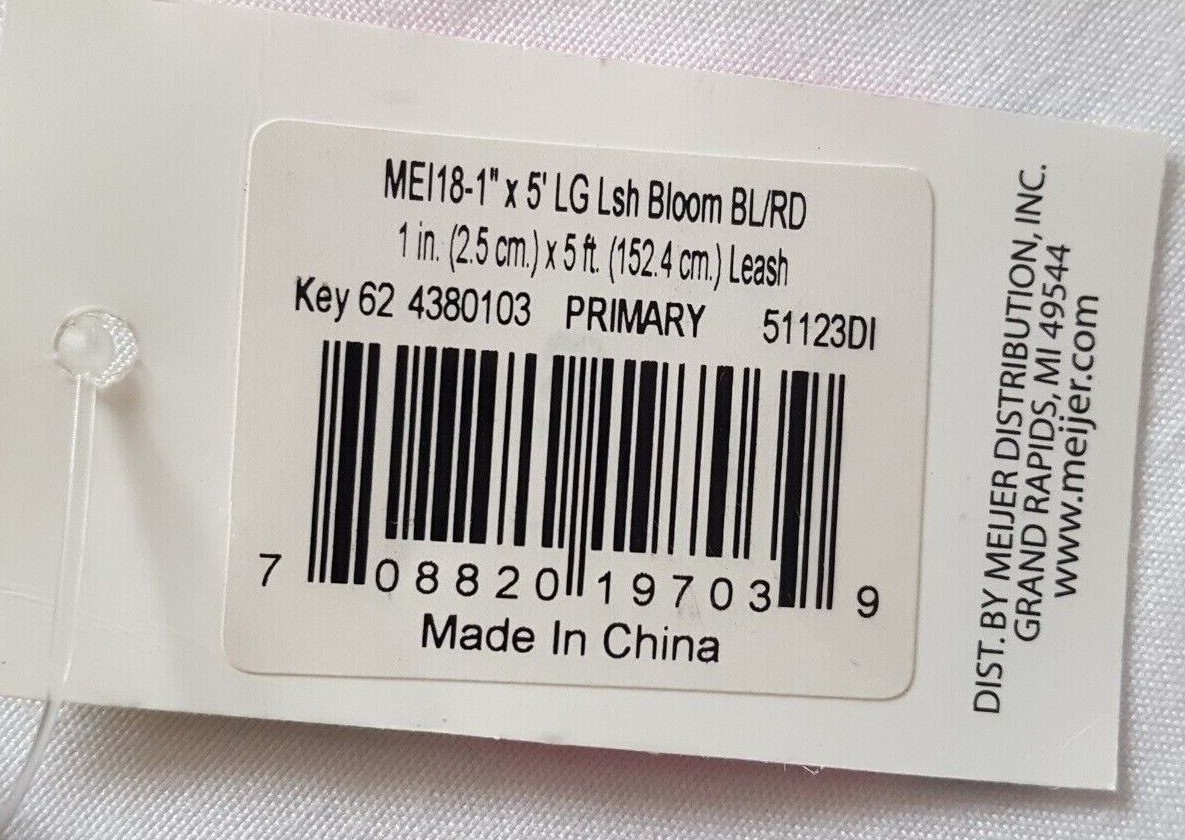 MEI18-1" x 5' LG Lsh Bloom BL/RD
1 in. (2.5 cm.) x 5 ft. (152.4 cm.) Leash
Key 62 4380103 PRIMARY 51123DI
7 08820 19703 9
Made In China
DIST. BY MEIJER DISTRIBUTION, INC.
GRAND RAPIDS, MI 49544
www.meijer.com